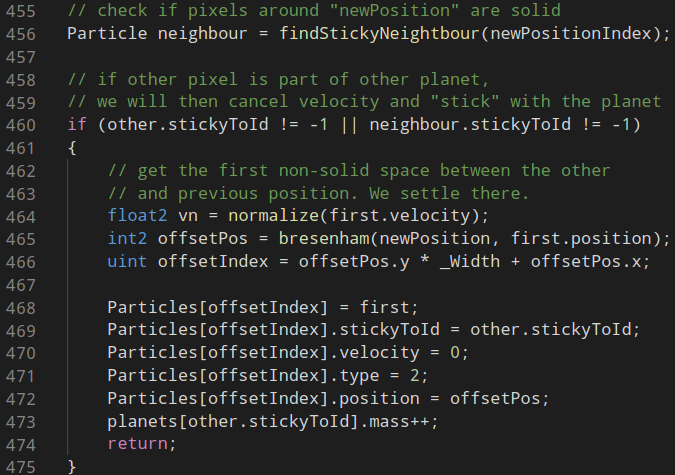 455 // check if pixels around "newPosition" are solid
456 Particle neighbour = findStickyNeightbour(newPositionIndex);
457
458 // if other pixel is part of other planet,
459 // we will then cancel velocity and "stick" with the planet
460 if (other.stickyToId != -1 || neighbour.stickyToId != -1)
461 {
462     // get the first non-solid space between the other
463     // and previous position. We settle there.
464     float2 vn = normalize(first.velocity);
465     int2 offsetPos = bresenham(newPosition, first.position);
466     uint offsetIndex = offsetPos.y * _Width + offsetPos.x;
467
468     Particles[offsetIndex] = first;
469     Particles[offsetIndex].stickyToId = other.stickyToId;
470     Particles[offsetIndex].velocity = 0;
471     Particles[offsetIndex].type = 2;
472     Particles[offsetIndex].position = offsetPos;
473     planets[other.stickyToId].mass++;
474     return;
475 }